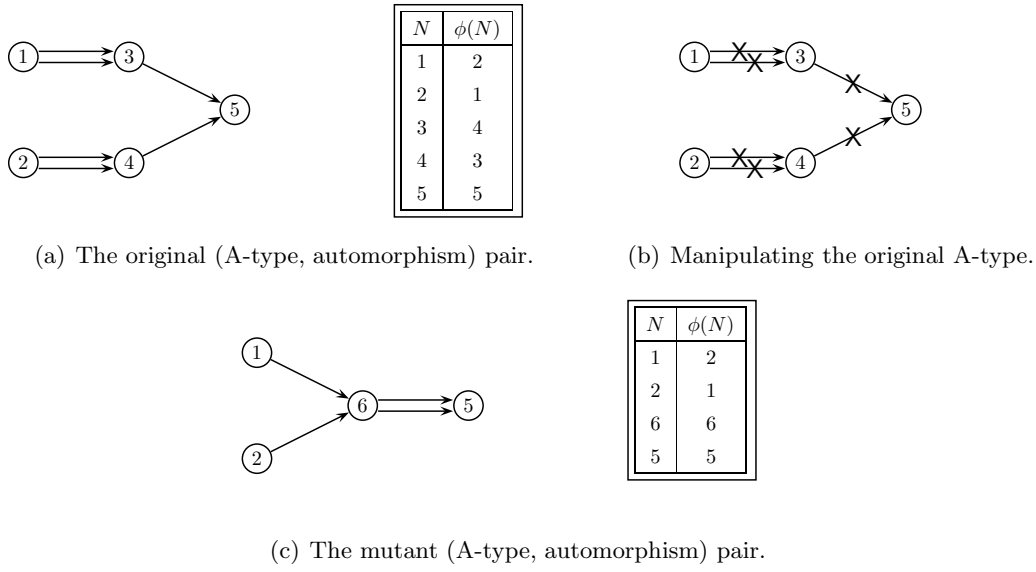 1 3 5 2 4
N ϕ(N)
1 2
2 1
3 4
4 3
5 5
1 X X 3 X 5 X 2 X X 4
(a) The original (A-type, automorphism) pair.
(b) Manipulating the original A-type.
1 6 5 2
N ϕ(N)
1 2
2 1
6 6
5 5
(c) The mutant (A-type, automorphism) pair.